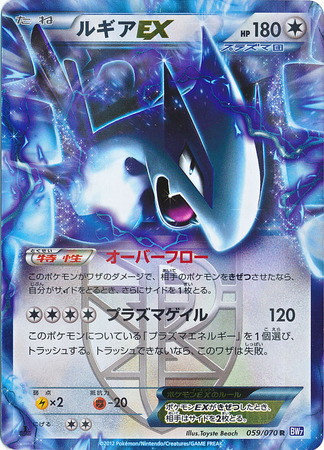 たね ルギアEX HP 180
プラズマ団
とくせい
特性 オーバーフロー
このポケモンがワザのダメージで、相手のポケモンをきぜつさせたなら、
自分がサイドをとるとき、さらにサイドを1枚とる。
プラズマゲイル 120
このポケモンについている「プラズマエネルギー」を1個選び、
トラッシュする。トラッシュできないなら、このワザは失敗。
弱点 ×2 抵抗力 -20
ポケモンEXのルール
ポケモンEXがきぜつしたとき、
相手はサイドを2枚とる。
にげる
Illus.Toyste Beach 059/070 R BW7
©2012 Pokémon/Nintendo/Creatures/GAME FREAK.